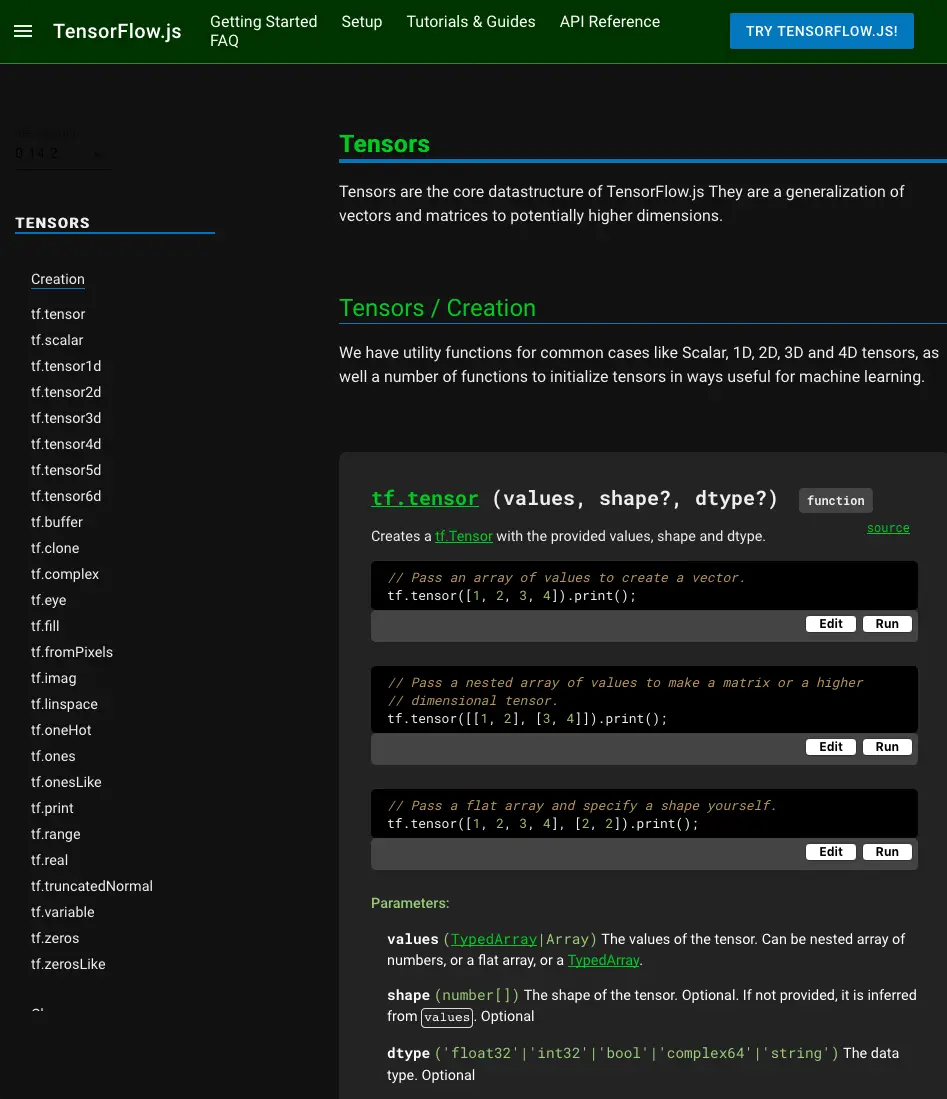 TensorFlow.js
Getting Started Setup Tutorials & Guides API Reference
FAQ
TRY TENSORFLOW.JS!
0.14.2
TENSORS
Creation
tf.tensor
tf.scalar
tf.tensor1d
tf.tensor2d
tf.tensor3d
tf.tensor4d
tf.tensor5d
tf.tensor6d
tf.buffer
tf.clone
tf.complex
tf.eye
tf.fill
tf.fromPixels
tf.imag
tf.linspace
tf.oneHot
tf.ones
tf.onesLike
tf.print
tf.range
tf.real
tf.truncatedNormal
tf.variable
tf.zeros
tf.zerosLike
Tensors
Tensors are the core datastructure of TensorFlow.js They are a generalization of
vectors and matrices to potentially higher dimensions.
Tensors / Creation
We have utility functions for common cases like Scalar, 1D, 2D, 3D and 4D tensors, as
well a number of functions to initialize tensors in ways useful for machine learning.
tf.tensor (values, shape?, dtype?) function
source
Creates a tf.Tensor with the provided values, shape and dtype.
// Pass an array of values to create a vector.
tf.tensor([1, 2, 3, 4]).print();
Edit Run
// Pass a nested array of values to make a matrix or a higher
// dimensional tensor.
tf.tensor([[1, 2], [3, 4]]).print();
Edit Run
// Pass a flat array and specify a shape yourself.
tf.tensor([1, 2, 3, 4], [2, 2]).print();
Edit Run
Parameters:
values (TypedArray|Array) The values of the tensor. Can be nested array of
numbers, or a flat array, or a TypedArray.
shape (number[]) The shape of the tensor. Optional. If not provided, it is inferred
from values. Optional
dtype ('float32'|'int32'|'bool'|'complex64'|'string') The data
type. Optional